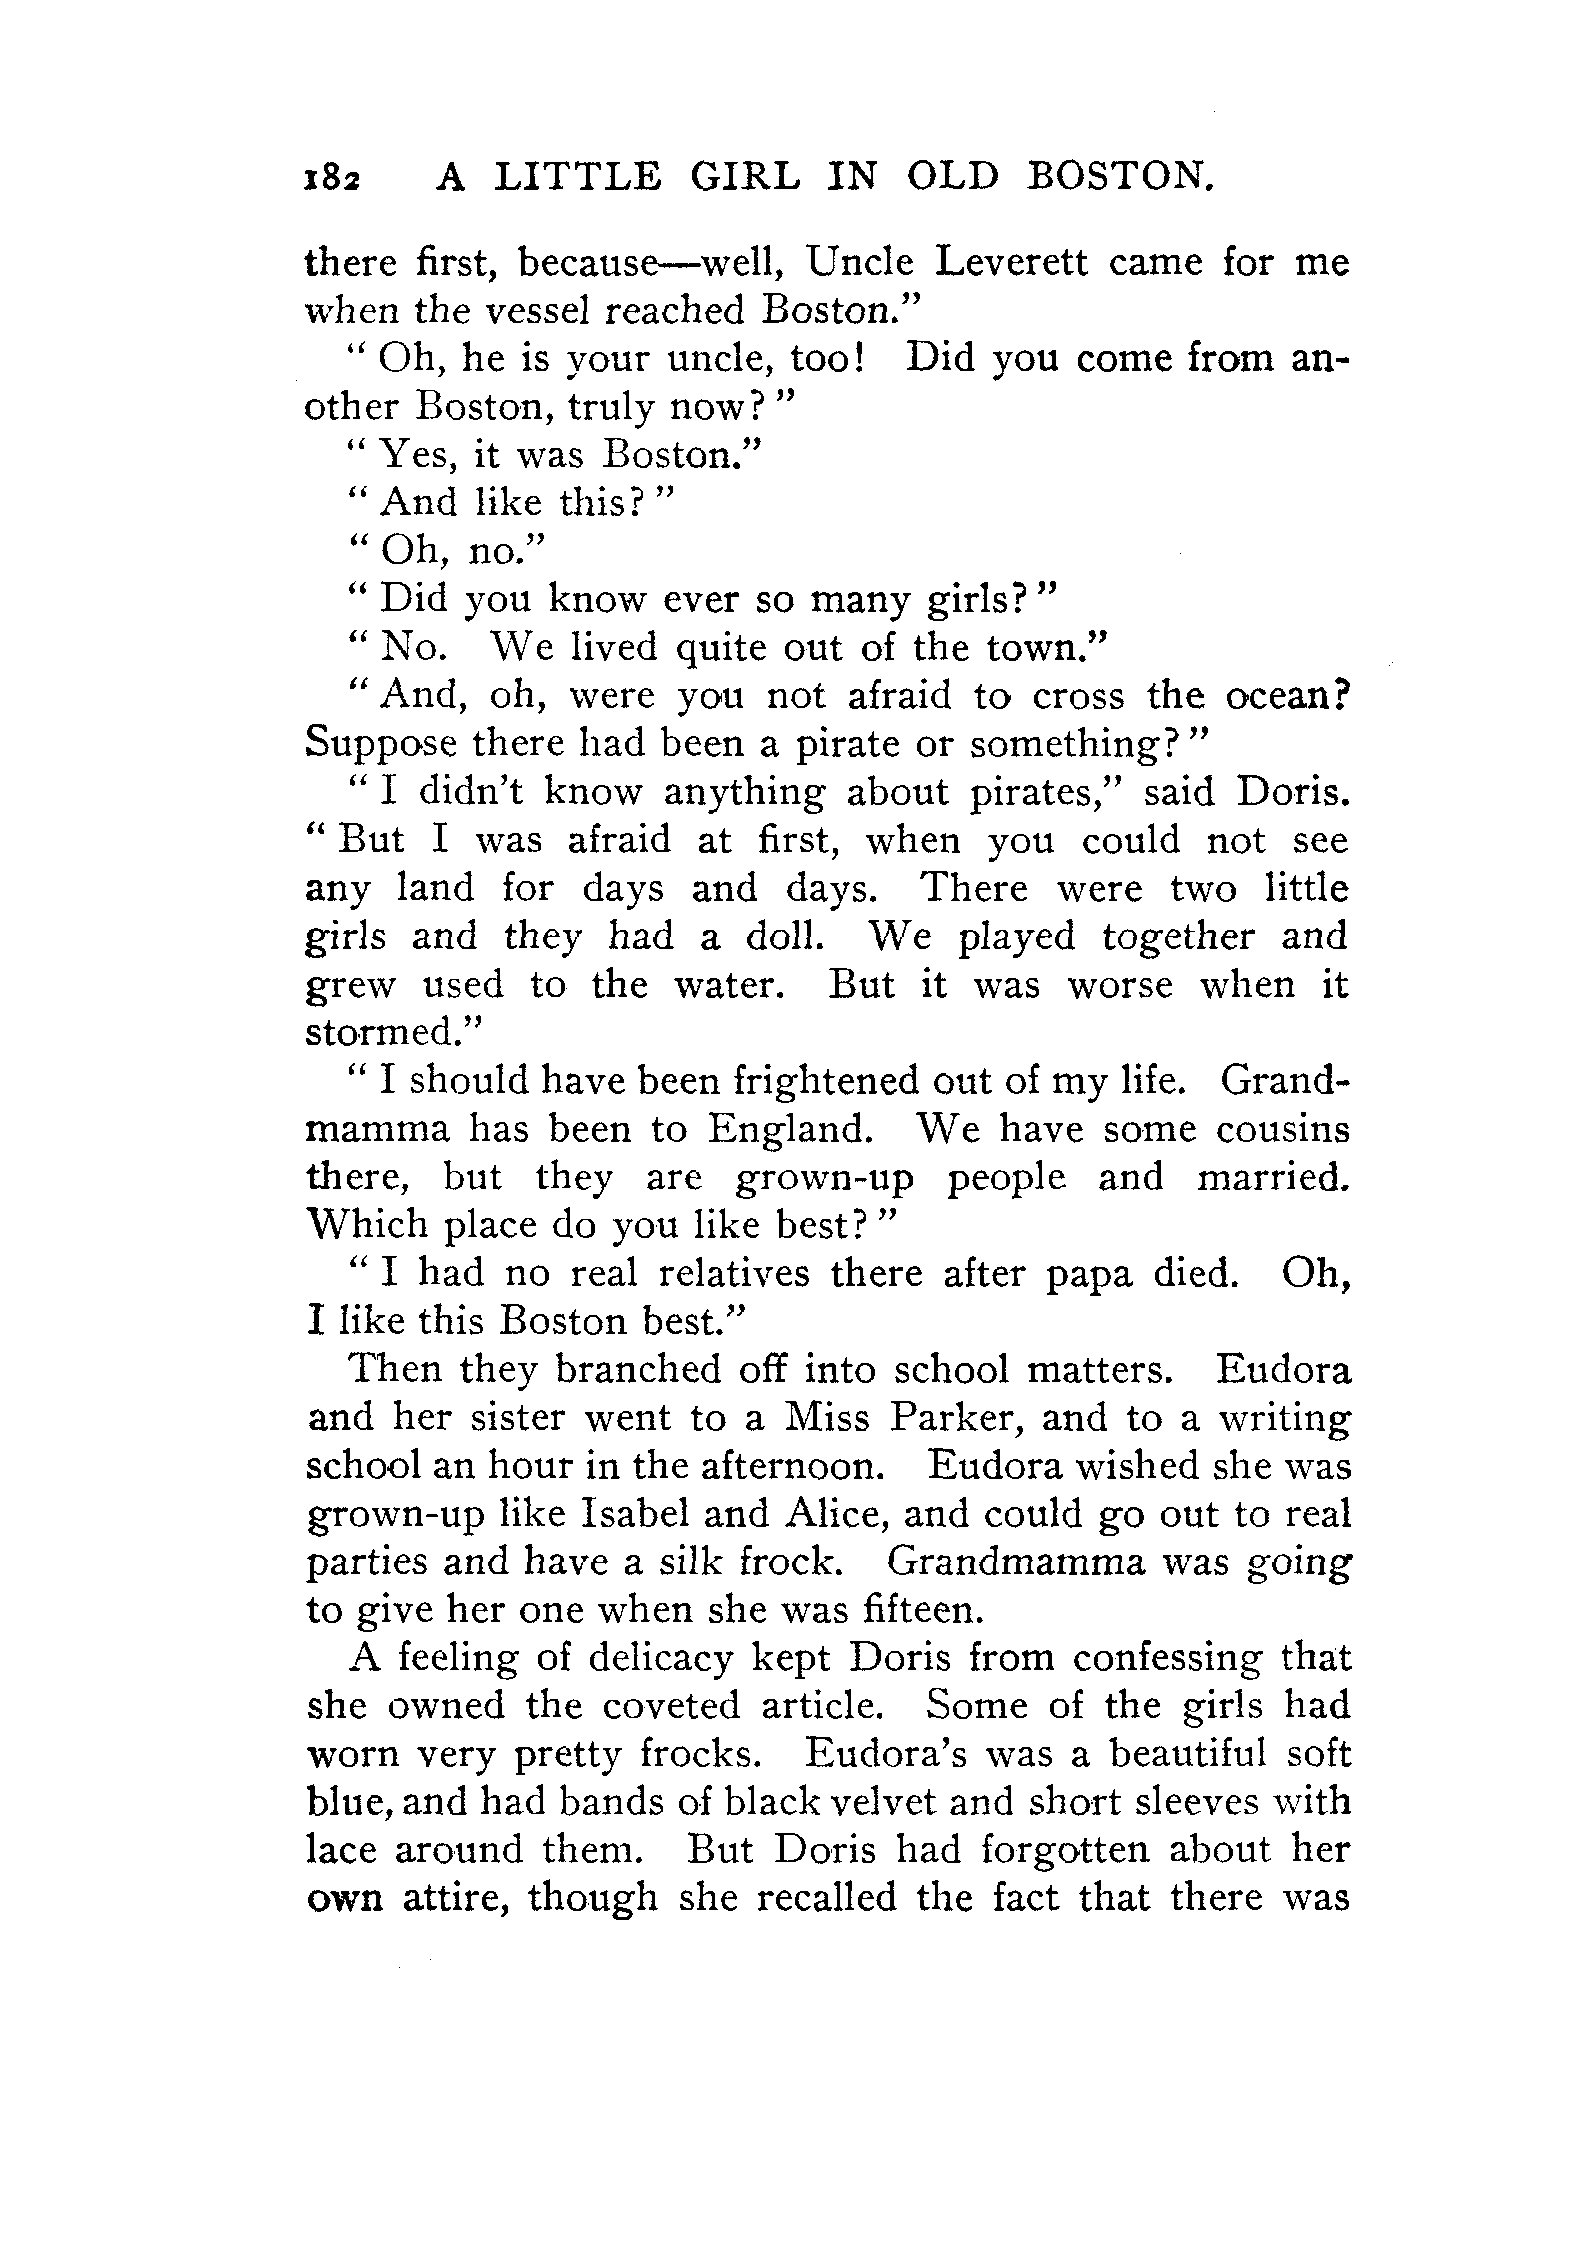 182 A LITTLE GIRL IN OLD BOSTON.
there first, because—well, Uncle Leverett came for me
when the vessel reached Boston."
" Oh, he is your uncle, too! Did you come from an-
other Boston, truly now? "
" Yes, it was Boston."
" And like this? "
" Oh, no."
" Did you know ever so many girls? "
" No. We lived quite out of the town."
" And, oh, were you not afraid to cross the ocean?
Suppose there had been a pirate or something? "
" I didn't know anything about pirates," said Doris.
" But I was afraid at first, when you could not see
any land for days and days. There were two little
girls and they had a doll. We played together and
grew used to the water. But it was worse when it
stormed."
" I should have been frightened out of my life. Grand-
mamma has been to England. We have some cousins
there, but they are grown-up people and married.
Which place do you like best? "
" I had no real relatives there after papa died. Oh,
I like this Boston best."
Then they branched off into school matters. Eudora
and her sister went to a Miss Parker, and to a writing
school an hour in the afternoon. Eudora wished she was
grown-up like Isabel and Alice, and could go out to real
parties and have a silk frock. Grandmamma was going
to give her one when she was fifteen.
A feeling of delicacy kept Doris from confessing that
she owned the coveted article. Some of the girls had
worn very pretty frocks. Eudora's was a beautiful soft
blue, and had bands of black velvet and short sleeves with
lace around them. But Doris had forgotten about her
own attire, though she recalled the fact that there was